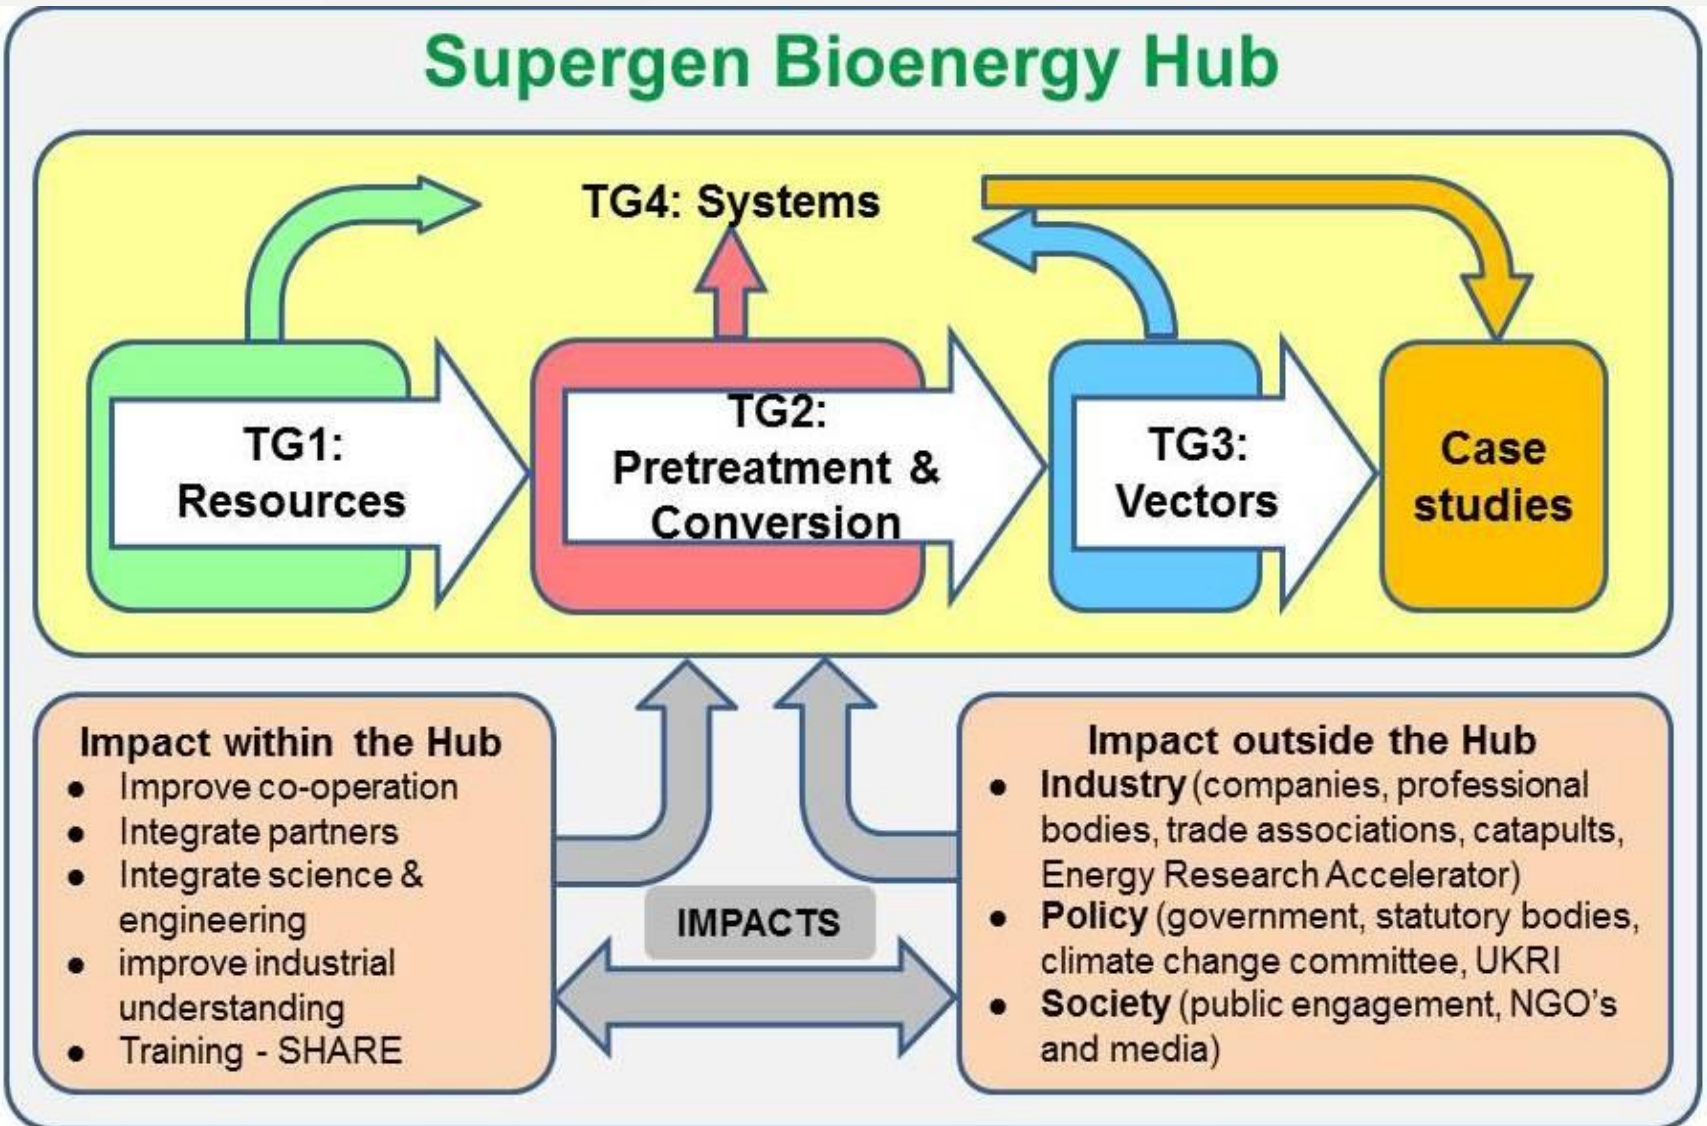 Supergen Bioenergy Hub
TG4: Systems
TG1:
Resources
TG2:
Pretreatment &
Conversion
TG3:
Vectors
Case
studies
Impact within the Hub
● Improve co-operation
● Integrate partners
● Integrate science &
engineering
● improve industrial
understanding
● Training - SHARE
IMPACTS
Impact outside the Hub
● Industry (companies, professional
bodies, trade associations, catapults,
Energy Research Accelerator)
● Policy (government, statutory bodies,
climate change committee, UKRI
● Society (public engagement, NGO’s
and media)